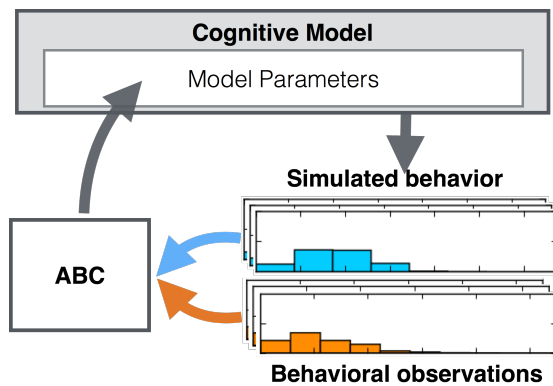 Cognitive Model
Model Parameters
Simulated behavior
ABC
Behavioral observations